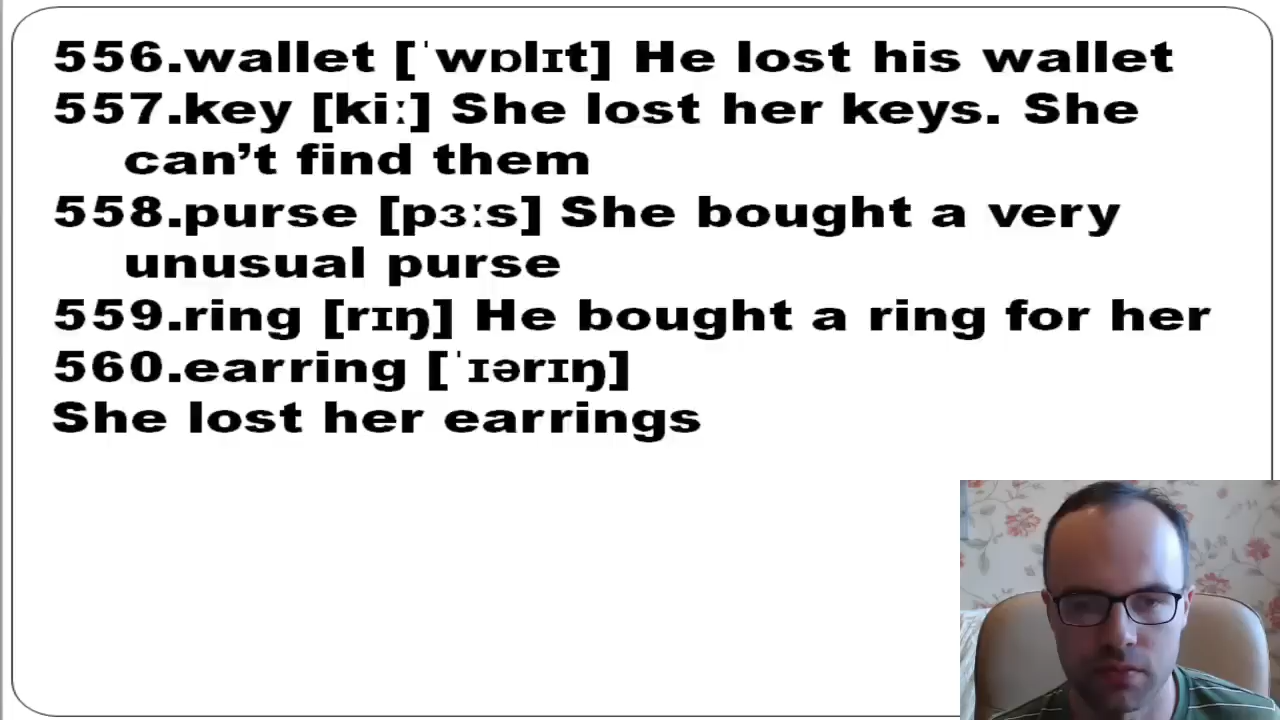 556.wallet [ˈwɒlɪt] He lost his wallet
557.key [kiː] She lost her keys. She
can’t find them
558.purse [pɜːs] She bought a very
unusual purse
559.ring [rɪŋ] He bought a ring for her
560.earring [ˈɪərɪŋ]
She lost her earrings